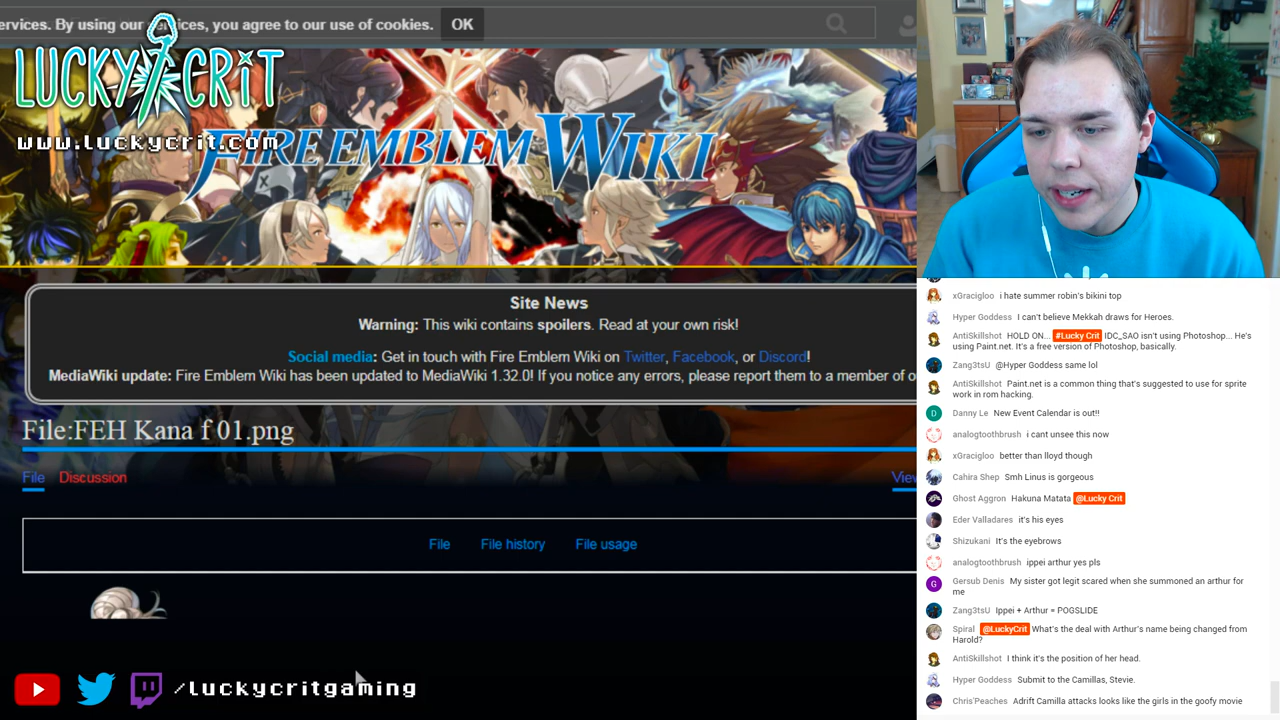 ervices. By using our services, you agree to our use of cookies. OK
LUCKY CRIT
www.luckycrit.com
FIRE EMBLEM WIKI
Site News
Warning: This wiki contains spoilers. Read at your own risk!
Social media: Get in touch with Fire Emblem Wiki on Twitter, Facebook, or Discord!
MediaWiki update: Fire Emblem Wiki has been updated to MediaWiki 1.32.0! If you notice any errors, please report them to a member of o
File:FEH Kana f 01.png
File Discussion View
File File history File usage
/luckycritgaming
xGracigloo i hate summer robin's bikini top
Hyper Goddess I can't believe Mekkah draws for Heroes.
AntiSkillshot HOLD ON... #Lucky Crit IDC_SAO isn't using Photoshop... He's
using Paint.net. It's a free version of Photoshop, basically.
Zang3tsU @Hyper Goddess same lol
AntiSkillshot Paint.net is a common thing that's suggested to use for sprite
work in rom hacking.
D Danny Le New Event Calendar is out!!
analogtoothbrush i cant unsee this now
xGracigloo better than lloyd though
Cahira Shep Smh Linus is gorgeous
Ghost Aggron Hakuna Matata @Lucky Crit
Eder Valladares it's his eyes
Shizukani It's the eyebrows
analogtoothbrush ippei arthur yes pls
G Gersub Denis My sister got legit scared when she summoned an arthur for
me
Zang3tsU Ippei + Arthur = POGSLIDE
Spiral @LuckyCrit What's the deal with Arthur's name being changed from
Harold?
AntiSkillshot I think it's the position of her head.
Hyper Goddess Submit to the Camillas, Stevie.
Chris'Peaches Adrift Camilla attacks looks like the girls in the goofy movie